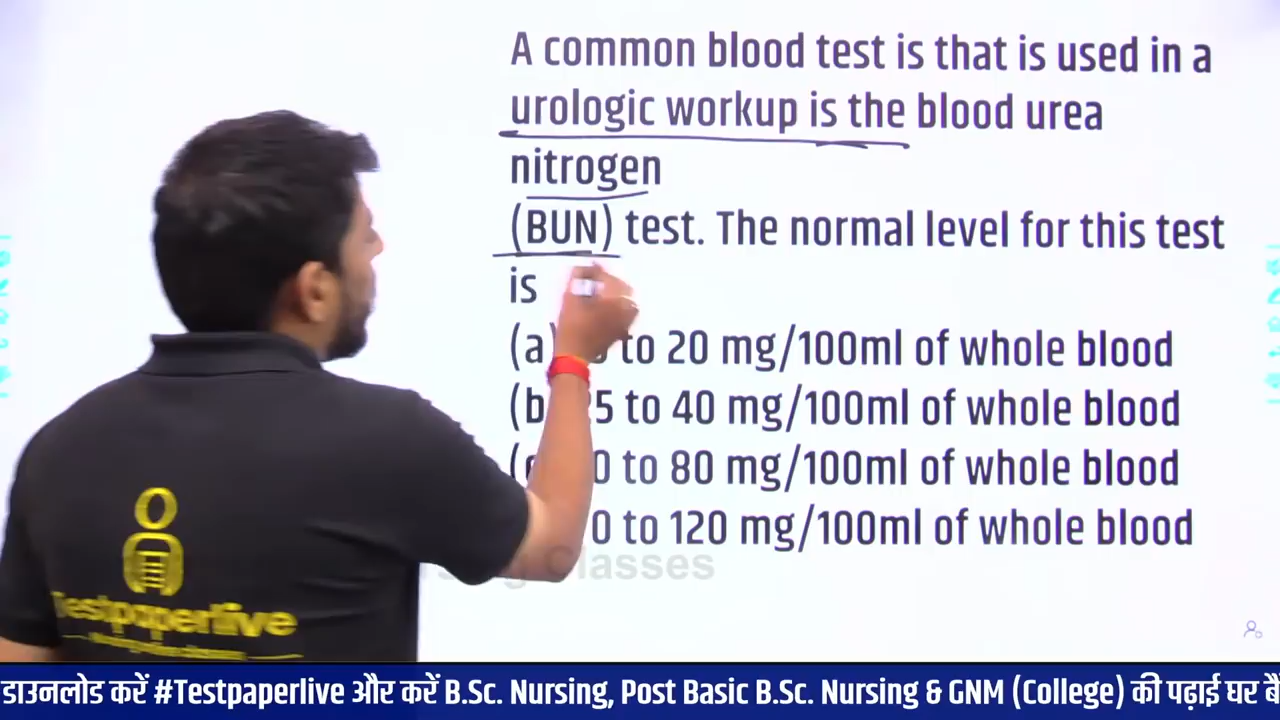 A common blood test is that is used in a
urologic workup is the blood urea
nitrogen
(BUN) test. The normal level for this test
is
(a) to 20 mg/100ml of whole blood
(b 25 to 40 mg/100ml of whole blood
( 0 to 80 mg/100ml of whole blood
0 to 120 mg/100ml of whole blood
Classes
Testpaperlive
डाउनलोड करें #Testpaperlive और करें B.Sc. Nursing, Post Basic B.Sc. Nursing & GNM (College) की पढ़ाई घर